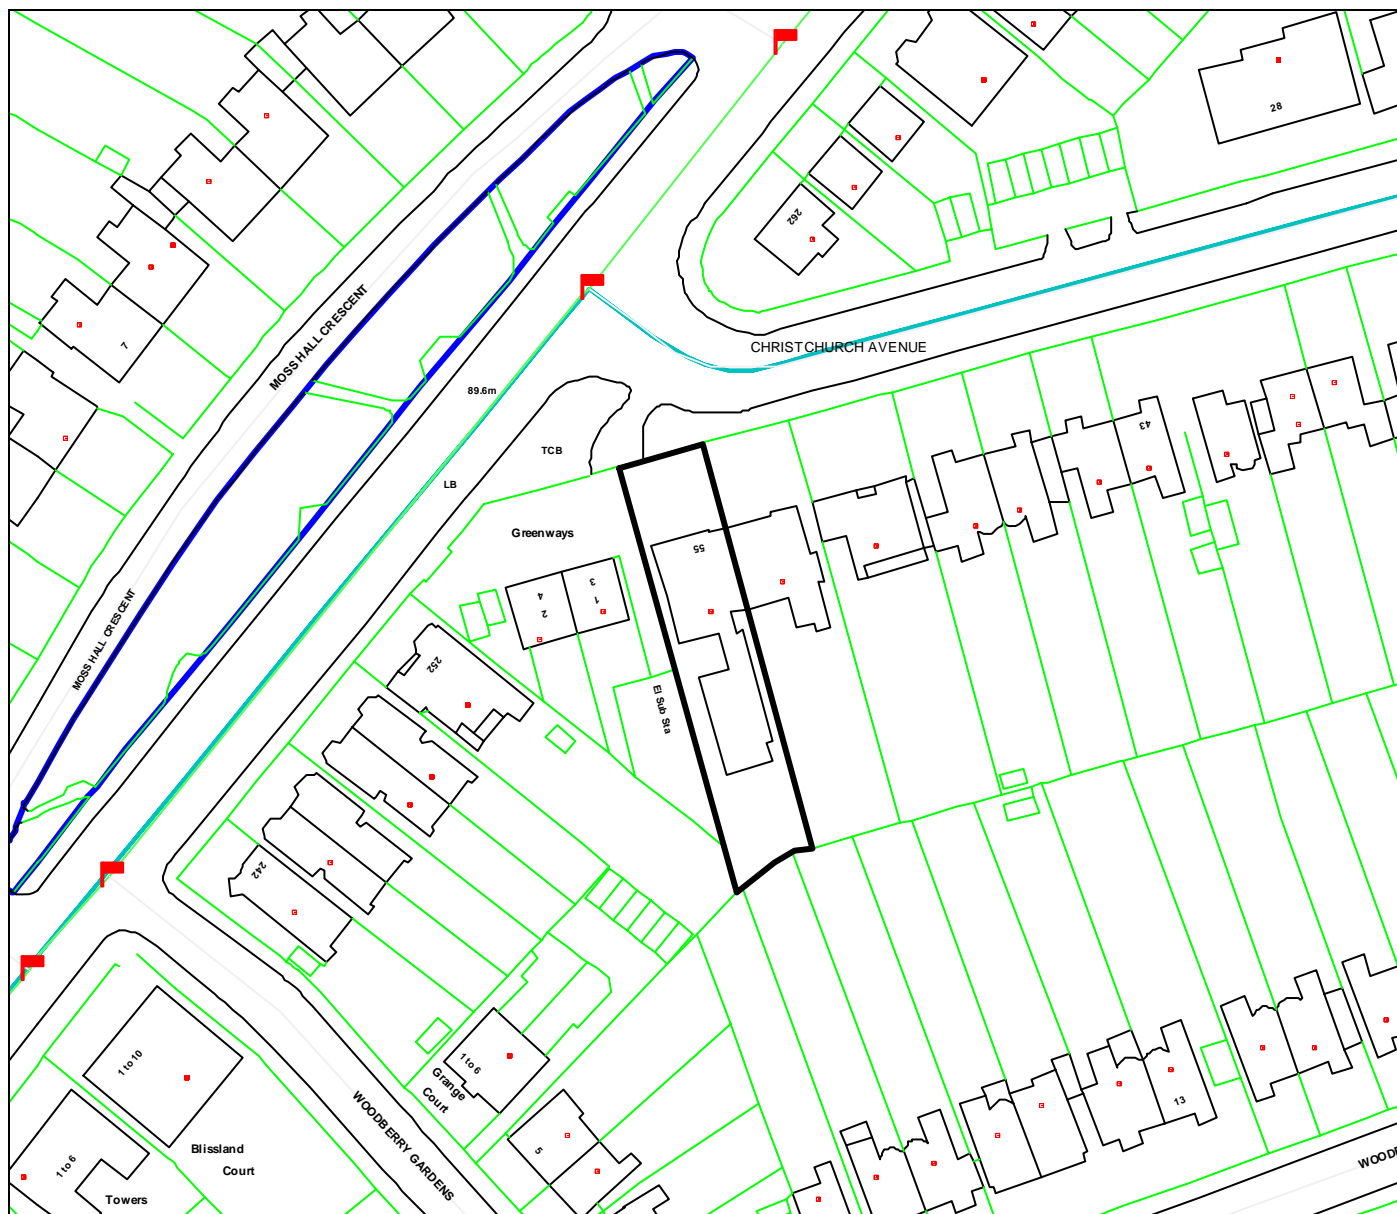 28
262
MOSS HALL CRESCENT
7
CHRISTCHURCH AVENUE
89.6m
43
TCB
LB
Greenways
55
4
3
2
1
MOSS HALL CRESCENT
252
El Sub Sta
242
1 to 10
1 to 6
Grange
Court
WOODBERRY GARDENS
13
5
Blissland
Court
1 to 6
Towers